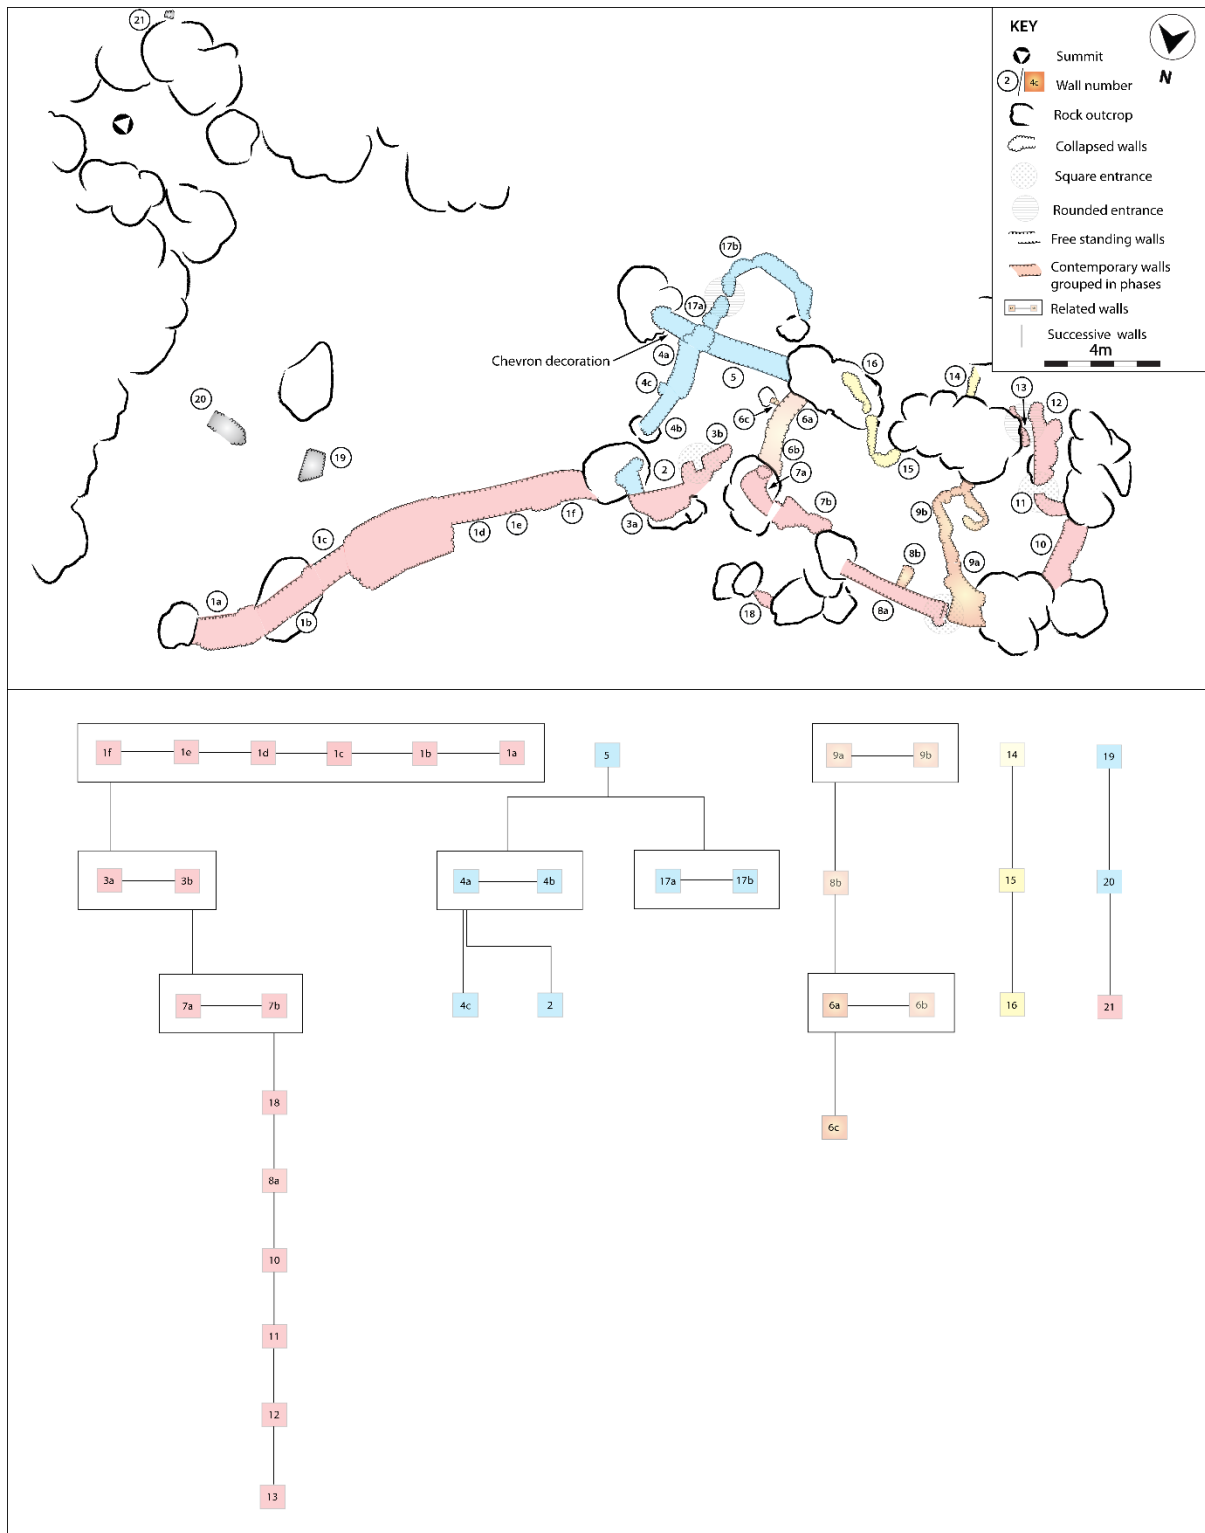 21
KEY
N
Summit
2 / 4c Wall number
Rock outcrop
Collapsed walls
Square entrance
Rounded entrance
Free standing walls
Contemporary walls
grouped in phases
Related walls
Successive walls
4m
17b
17a
Chevron decoration
4a
5
16
14
13
12
4c
6c
6a
20
4b
3b
6b
15
19
2
7a
11
1f
3a
7b
9b
1d
1e
1c
8b
9a
10
1a
1b
18
8a
1f 1e 1d 1c 1b 1a
5
9a 9b
14
19
3a 3b
4a 4b
17a 17b
8b
15
20
7a 7b
4c
2
6a 6b
16
21
18
6c
8a
10
11
12
13